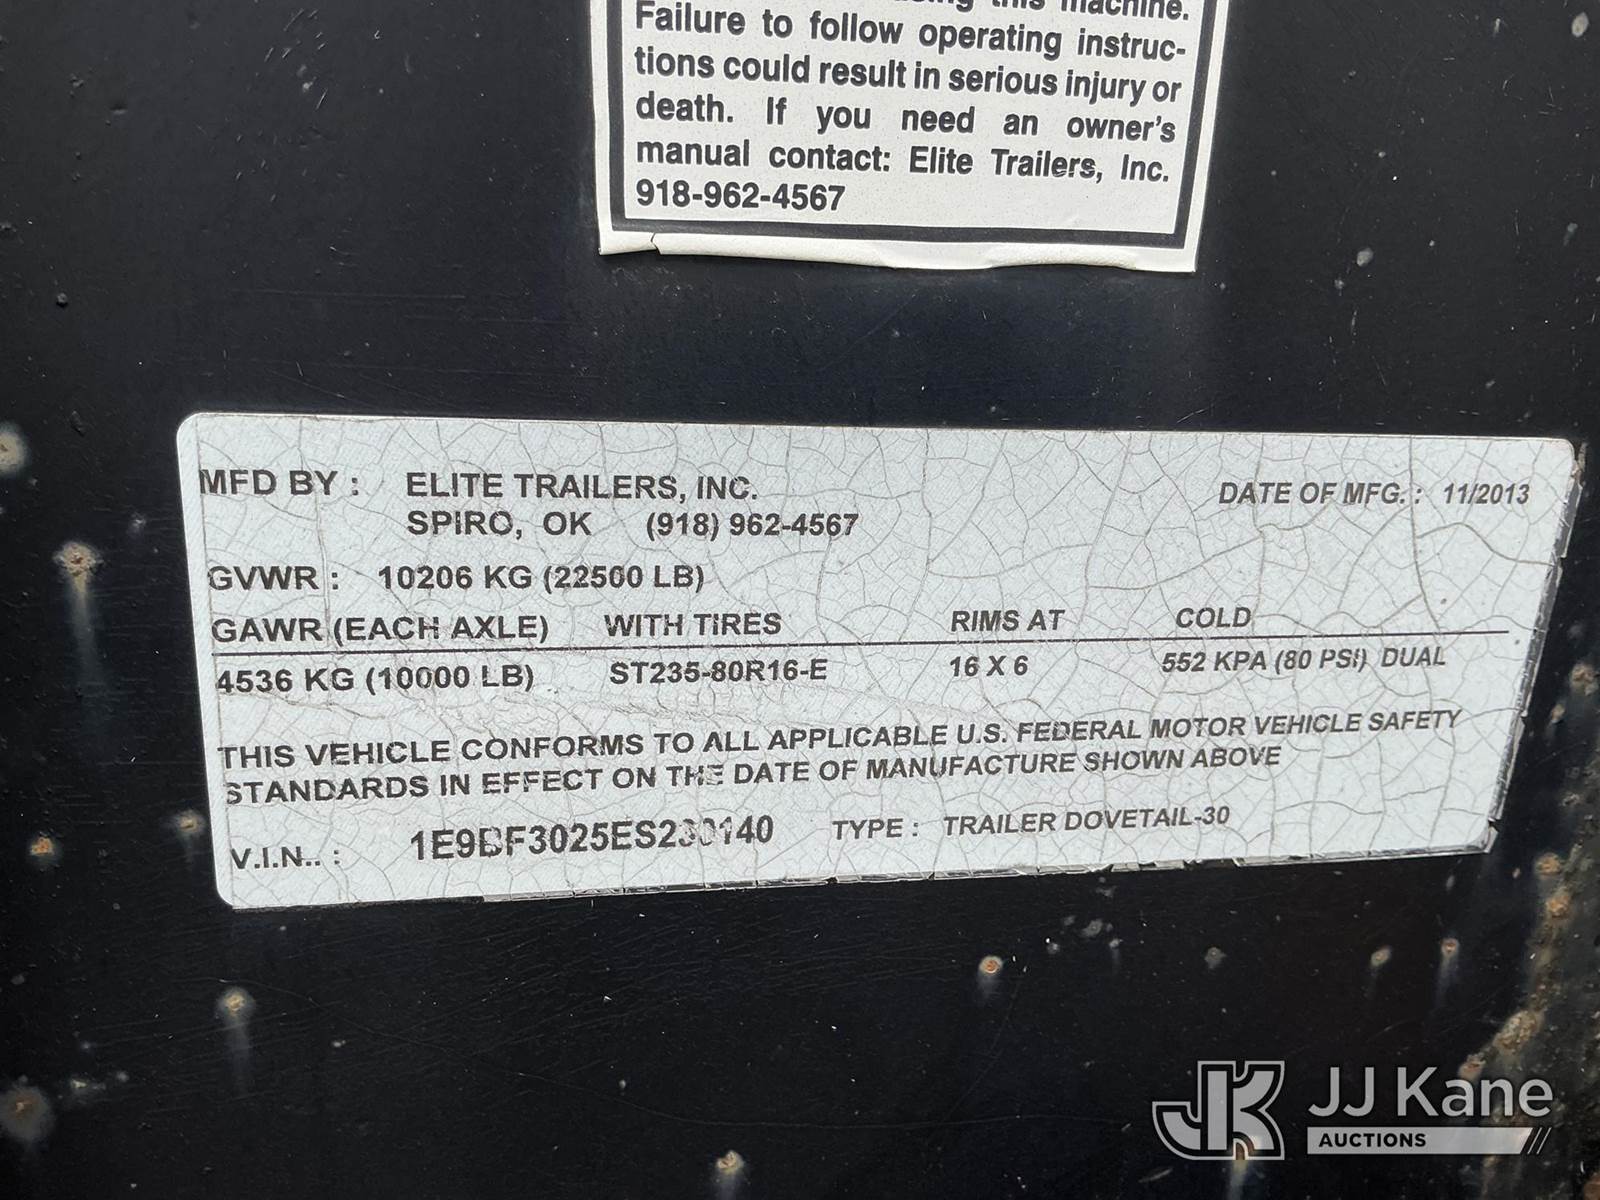 this machine.
Failure to follow operating instruc-
tions could result in serious injury or
death. If you need an owner's
manual contact: Elite Trailers, Inc.
918-962-4567
MFD BY : ELITE TRAILERS, INC. DATE OF MFG. : 11/2013
SPIRO, OK (918) 962-4567
GVWR : 10206 KG (22500 LB)
GAWR (EACH AXLE) WITH TIRES RIMS AT COLD
4536 KG (10000 LB) ST235-80R16-E 16 X 6 552 KPA (80 PSI) DUAL
THIS VEHICLE CONFORMS TO ALL APPLICABLE U.S. FEDERAL MOTOR VEHICLE SAFETY
STANDARDS IN EFFECT ON THE DATE OF MANUFACTURE SHOWN ABOVE
V.I.N.. : TYPE : TRAILER DOVETAIL-30
JK JJ Kane
AUCTIONS